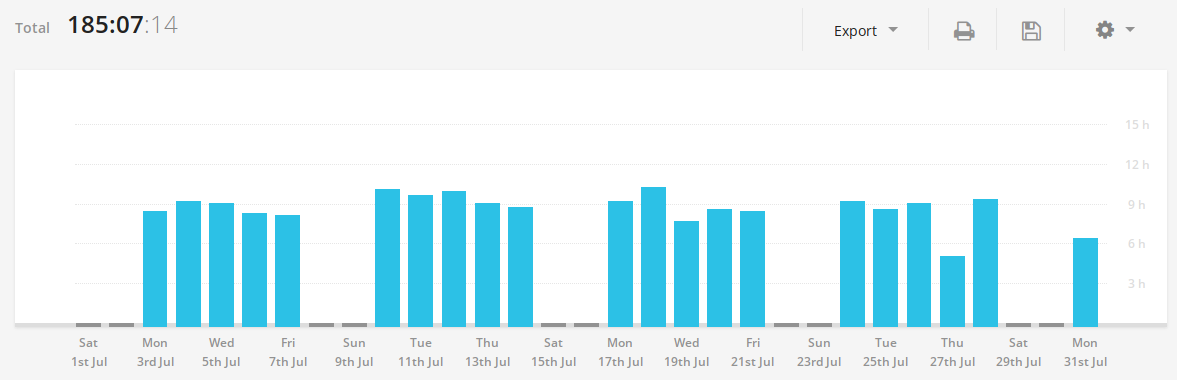 Total 185:07:14 Export
15 h
12 h
9 h
6 h
3 h
Sat Mon Wed Fri Sun Tue Thu Sat Mon Wed Fri Sun Tue Thu Sat Mon
1st Jul 3rd Jul 5th Jul 7th Jul 9th Jul 11th Jul 13th Jul 15th Jul 17th Jul 19th Jul 21st Jul 23rd Jul 25th Jul 27th Jul 29th Jul 31st Jul